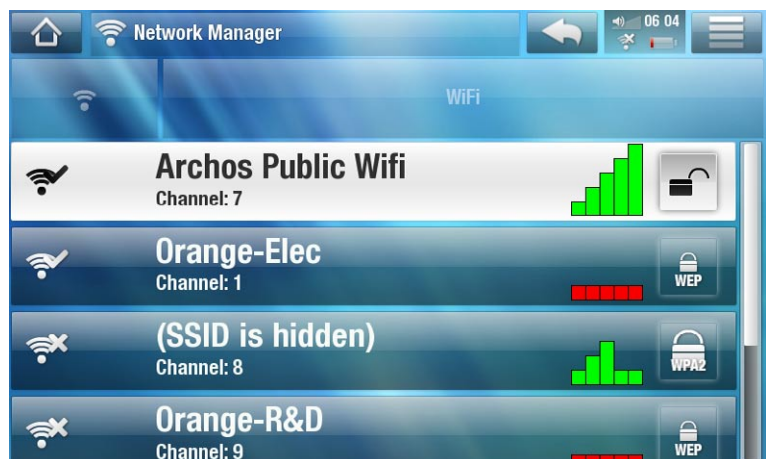 Network Manager
06 04
WiFi
Archos Public Wifi
Channel: 7
Orange-Elec
Channel: 1
WEP
(SSID is hidden)
Channel: 8
WPA2
Orange-R&D
Channel: 9
WEP